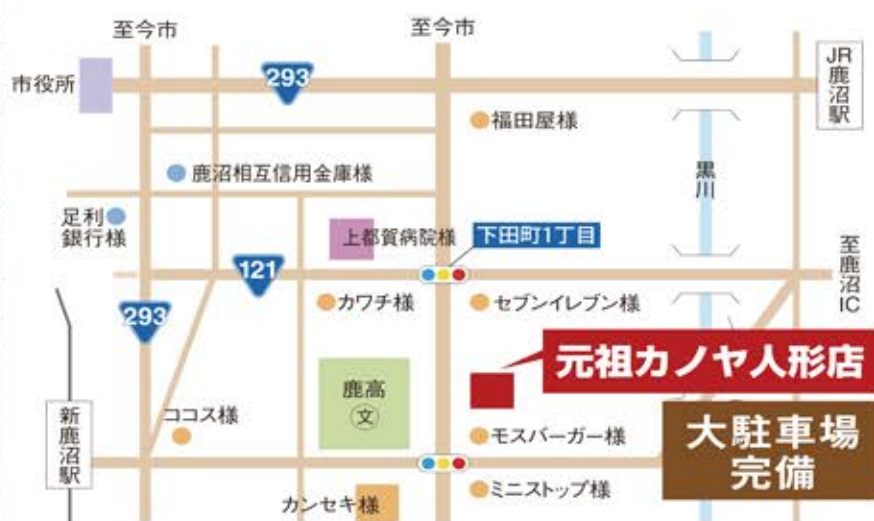 至今市
至今市
市役所
293
JR鹿沼駅
福田屋様
鹿沼相互信用金庫様
黒川
足利
銀行様
上都賀病院様
下田町1丁目
至鹿沼IC
121
293
カワチ様
セブンイレブン様
元祖カノヤ人形店
鹿高
文
ココス様
新鹿沼駅
モスバーガー様
大駐車場
完備
カンセキ様
ミニストップ様